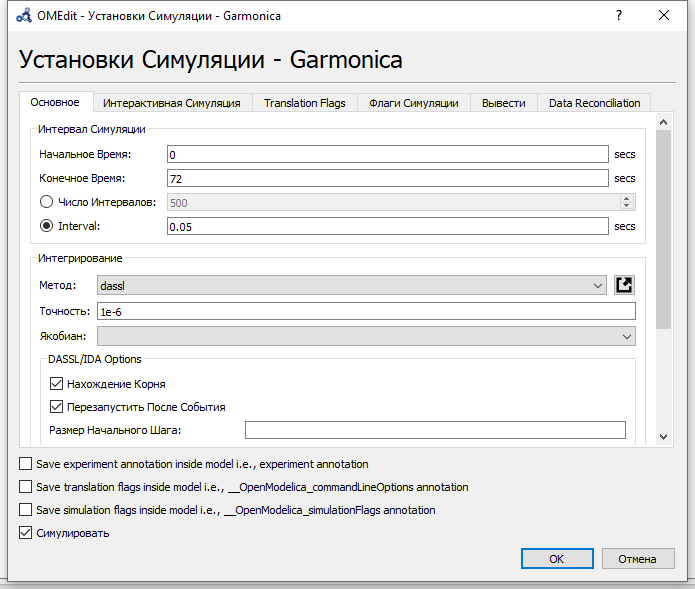 OMEdit - Установки Симуляции - Garmonica
?
Установки Симуляции - Garmonica
Основное Интерактивная Симуляция Translation Flags Флаги Симуляции Вывести Data Reconciliation
Интервал Симуляции
Начальное Время: 0 secs
Конечное Время: 72 secs
Число Интервалов: 500
Interval: 0.05 secs
Интегрирование
Метод: dassl
Точность: 1e-6
Якобиан:
DASSL/IDA Options
Нахождение Корня
Перезапустить После События
Размер Начального Шага:
Save experiment annotation inside model i.e., experiment annotation
Save translation flags inside model i.e., __OpenModelica_commandLineOptions annotation
Save simulation flags inside model i.e., __OpenModelica_simulationFlags annotation
Симулировать
OK Отмена